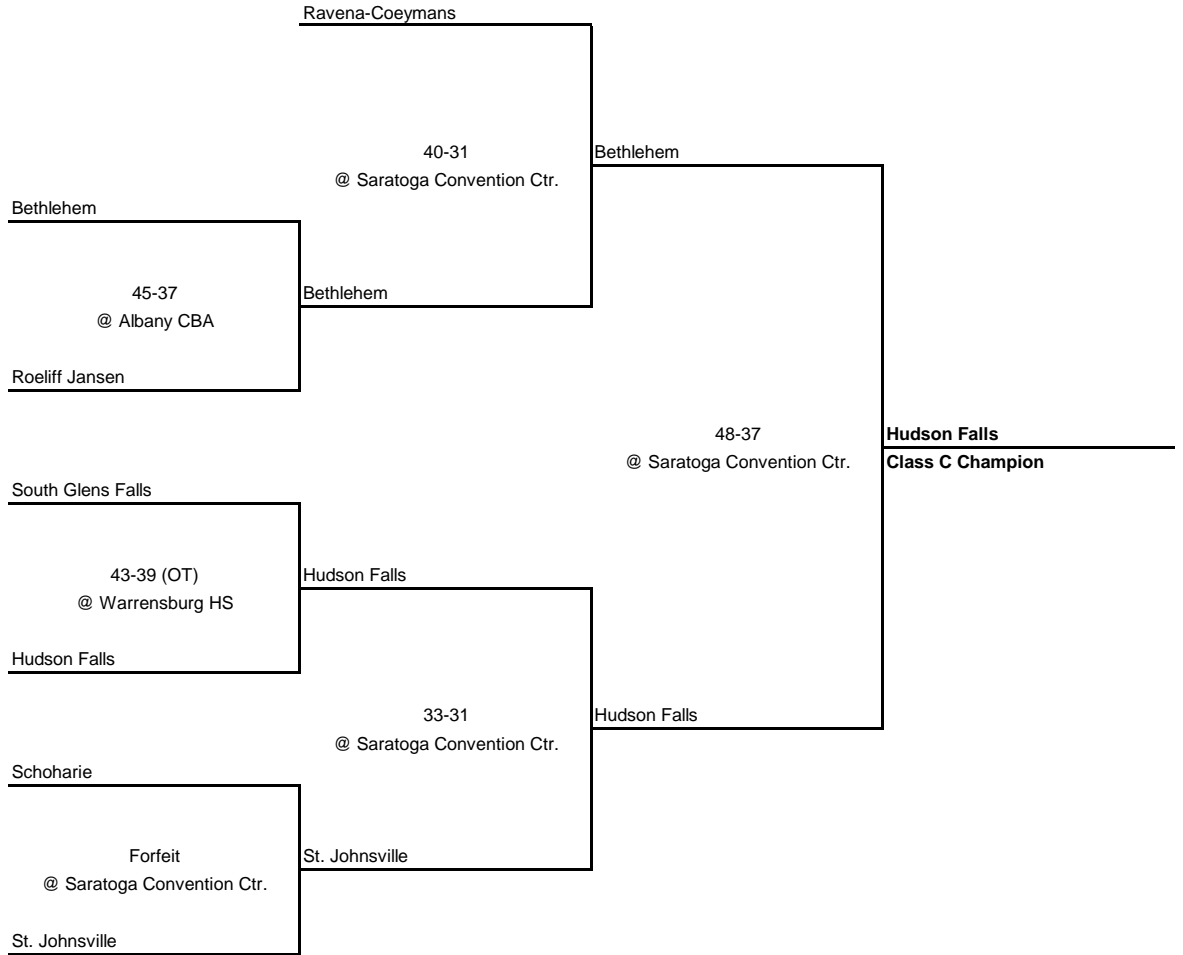 Ravena-Coeymans
40-31
@ Saratoga Convention Ctr.
Bethlehem
Bethlehem
45-37
@ Albany CBA
Bethlehem
Roeliff Jansen
48-37
@ Saratoga Convention Ctr.
Hudson Falls
Class C Champion
South Glens Falls
43-39 (OT)
@ Warrensburg HS
Hudson Falls
Hudson Falls
33-31
@ Saratoga Convention Ctr.
Hudson Falls
Schoharie
Forfeit
@ Saratoga Convention Ctr.
St. Johnsville
St. Johnsville